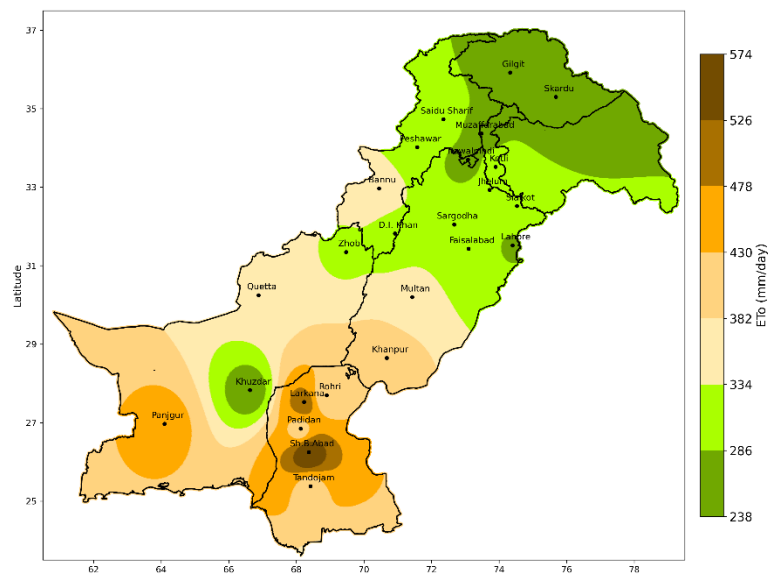 37
574
Gilgit
Skardu
35
526
Saidu Sharif
Muzaffarabad
Peshawar
478
Rawalpindi
Kotli
33
Bannu
Jhelum
Sialkot
Sargodha
D.I. Khan
Lahore
430
Zhob
Faisalabad
31
Latitude
Quetta
Multan
ETo (mm/day)
382
29
Khanpur
Khuzdar
Rohri
Larkana
334
27
Panjgur
Padidan
Sh.B.Abad
286
Tandojam
25
238
62 64 66 68 70 72 74 76 78